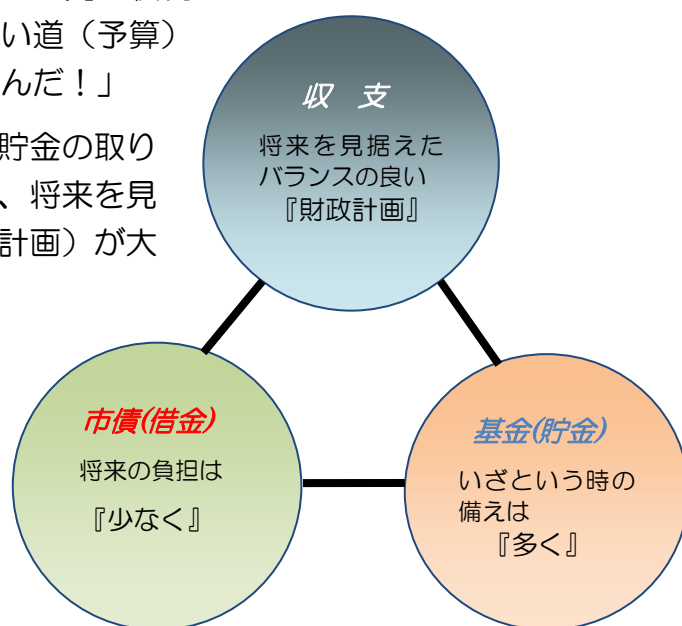 い道（予算）
んだ！」
貯金の取り
、将来を見
計画）が大
収　支
将来を見据えた
バランスの良い
『財政計画』
市債(借金)
将来の負担は
『少なく』
基金(貯金)
いざという時の
備えは
『多く』